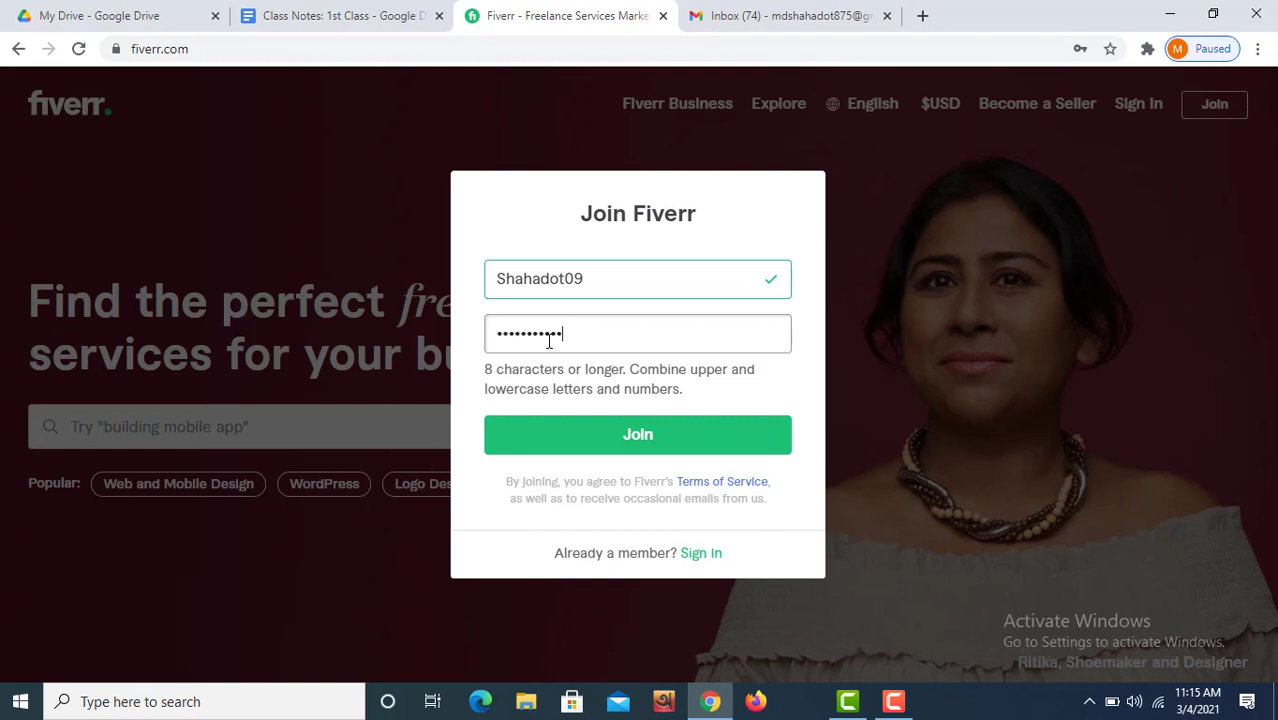 My Drive - Google Drive
Class Notes: 1st Class - Google D
Fiverr - Freelance Services Marke
Inbox (74) - mdshahadot875@gm
fiverr.com
M Paused
fiverr.
Fiverr Business
Explore
English
$USD
Become a Seller
Sign In
Join
Join Fiverr
Shahadot09
•••••••••••
8 characters or longer. Combine upper and
lowercase letters and numbers.
Join
By joining, you agree to Fiverr's Terms of Service,
as well as to receive occasional emails from us.
Already a member? Sign In
Find the perfect fre
services for your bu
Try "building mobile app"
Popular:
Web and Mobile Design
WordPress
Logo Des
Activate Windows
Go to Settings to activate Windows.
Ritika, Shoemaker and Designer
Type here to search
11:15 AM
3/4/2021